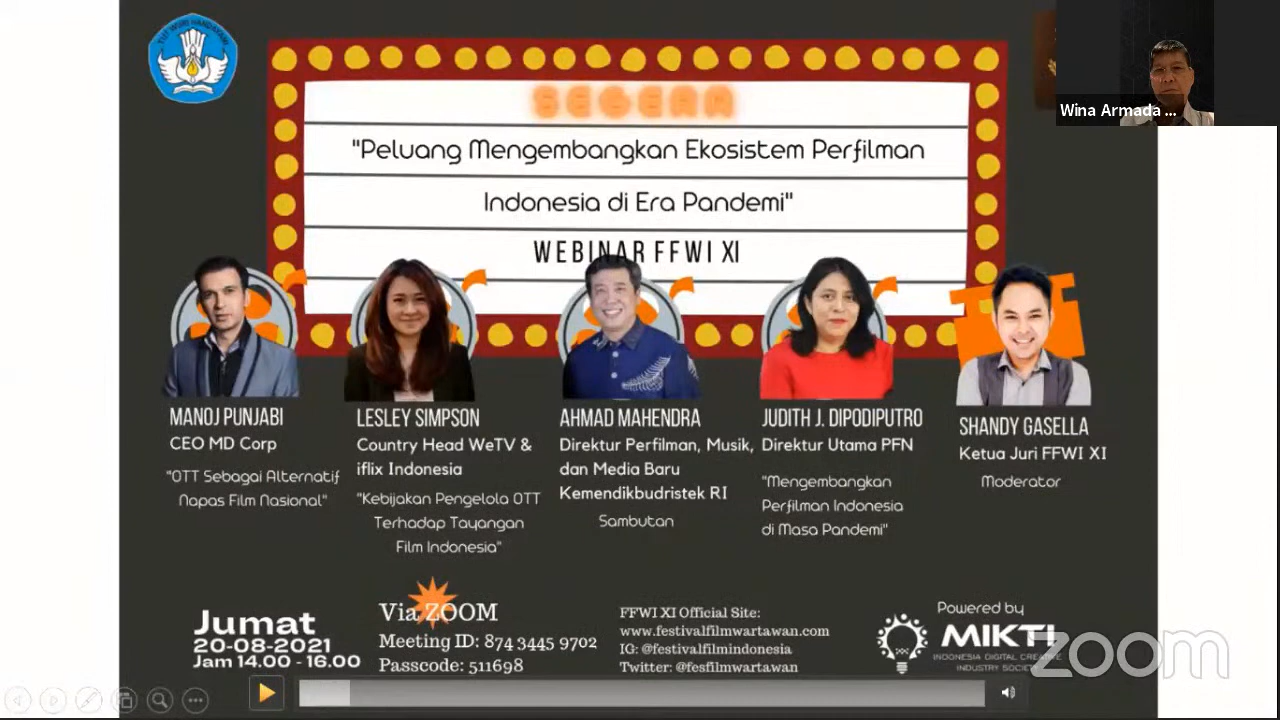 TUT WURI HANDAYANI
SEGERA
"Peluang Mengembangkan Ekosistem Perfilman
Indonesia di Era Pandemi"
WEBINAR FFWI XI
Wina Armada ...
MANOJ PUNJABI
CEO MD Corp
"OTT Sebagai Alternatif
Napas Film Nasional"
LESLEY SIMPSON
Country Head WeTV &
iflix Indonesia
"Kebijakan Pengelola OTT
Terhadap Tayangan
Film Indonesia"
AHMAD MAHENDRA
Direktur Perfilman, Musik,
dan Media Baru
Kemendikbudristek RI
Sambutan
JUDITH J. DIPODIPUTRO
Direktur Utama PFN
"Mengembangkan
Perfilman Indonesia
di Masa Pandemi"
SHANDY GASELLA
Ketua Juri FFWI XI
Moderator
Jumat
20-08-2021
Jam 14.00 - 16.00
Via ZOOM
Meeting ID: 874 3445 9702
Passcode: 511698
FFWI XI Official Site:
www.festivalfilmwartawan.com
IG: @festivalfilmindonesia
Twitter: @fesfilmwartawan
Powered by
MIKTI
INDONESIA DIGITAL CREATIVE
INDUSTRY SOCIETY
zoom